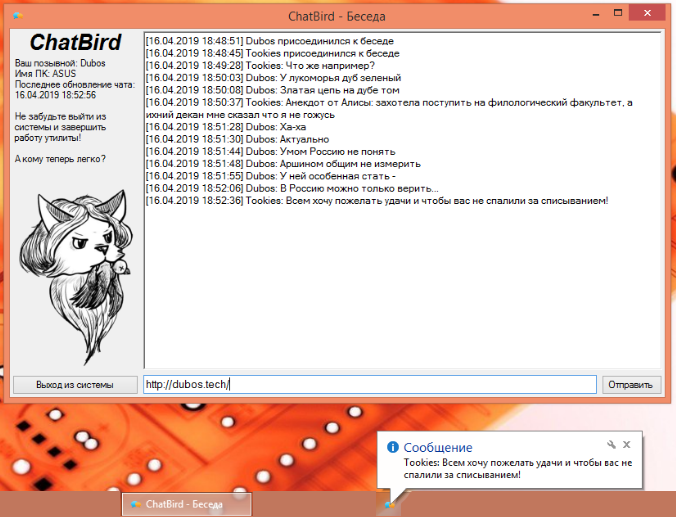 ChatBird - Беседа
ChatBird
Ваш позывной: Dubos
Имя ПК: ASUS
Последнее обновление чата:
16.04.2019 18:52:56
Не забудьте выйти из
системы и завершить
работу утилиты!
А кому теперь легко?
[16.04.2019 18:48:51] Dubos присоединился к беседе
[16.04.2019 18:48:45] Tookies присоединился к беседе
[16.04.2019 18:49:28] Tookies: Что же например?
[16.04.2019 18:50:03] Dubos: У лукоморья дуб зеленый
[16.04.2019 18:50:08] Dubos: Златая цепь на дубе том
[16.04.2019 18:50:37] Tookies: Анекдот от Алисы: захотела поступить на филологический факультет, а
ихний декан мне сказал что я не гожусь
[16.04.2019 18:51:28] Dubos: Ха-ха
[16.04.2019 18:51:30] Dubos: Актуально
[16.04.2019 18:51:44] Dubos: Умом Россию не понять
[16.04.2019 18:51:48] Dubos: Аршином общим не измерить
[16.04.2019 18:51:55] Dubos: У ней особенная стать -
[16.04.2019 18:52:06] Dubos: В Россию можно только верить...
[16.04.2019 18:52:36] Tookies: Всем хочу пожелать удачи и чтобы вас не спалили за списыванием!
Выход из системы
http://dubos.tech/
Отправить
Сообщение
Tookies: Всем хочу пожелать удачи и чтобы вас не
спалили за списыванием!
ChatBird - Беседа